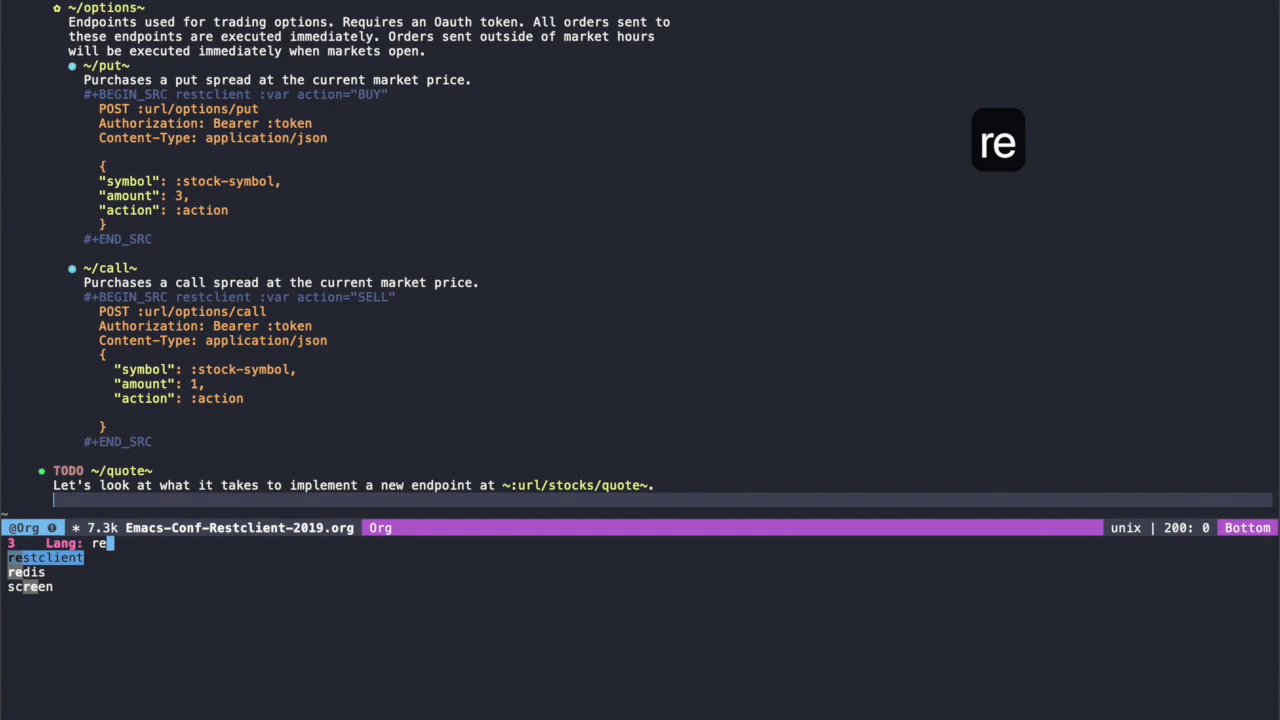 ✿ ~/options~
Endpoints used for trading options. Requires an Oauth token. All orders sent to
these endpoints are executed immediately. Orders sent outside of market hours
will be executed immediately when markets open.
~/put~
Purchases a put spread at the current market price.
#+BEGIN_SRC restclient :var action="BUY"
POST :url/options/put
Authorization: Bearer :token
Content-Type: application/json
{
"symbol": :stock-symbol,
"amount": 3,
"action": :action
}
#+END_SRC
~/call~
Purchases a call spread at the current market price.
#+BEGIN_SRC restclient :var action="SELL"
POST :url/options/call
Authorization: Bearer :token
Content-Type: application/json
{
"symbol": :stock-symbol,
"amount": 1,
"action": :action
}
#+END_SRC
TODO ~/quote~
Let's look at what it takes to implement a new endpoint at ~:url/stocks/quote~.
~
@Org ❶ * 7.3k Emacs-Conf-Restclient-2019.org Org unix | 200: 0 Bottom
3 Lang: re
restclient
redis
screen
re